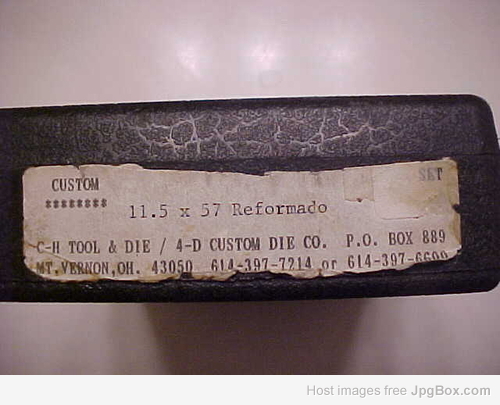 CUSTOM SET
********
11.5 x 57 Reformado
C-H TOOL & DIE / 4-D CUSTOM DIE CO. P.O. BOX 889
MT. VERNON, OH. 43050 614-397-7214 or 614-397-6600
Host images free JpgBox.com